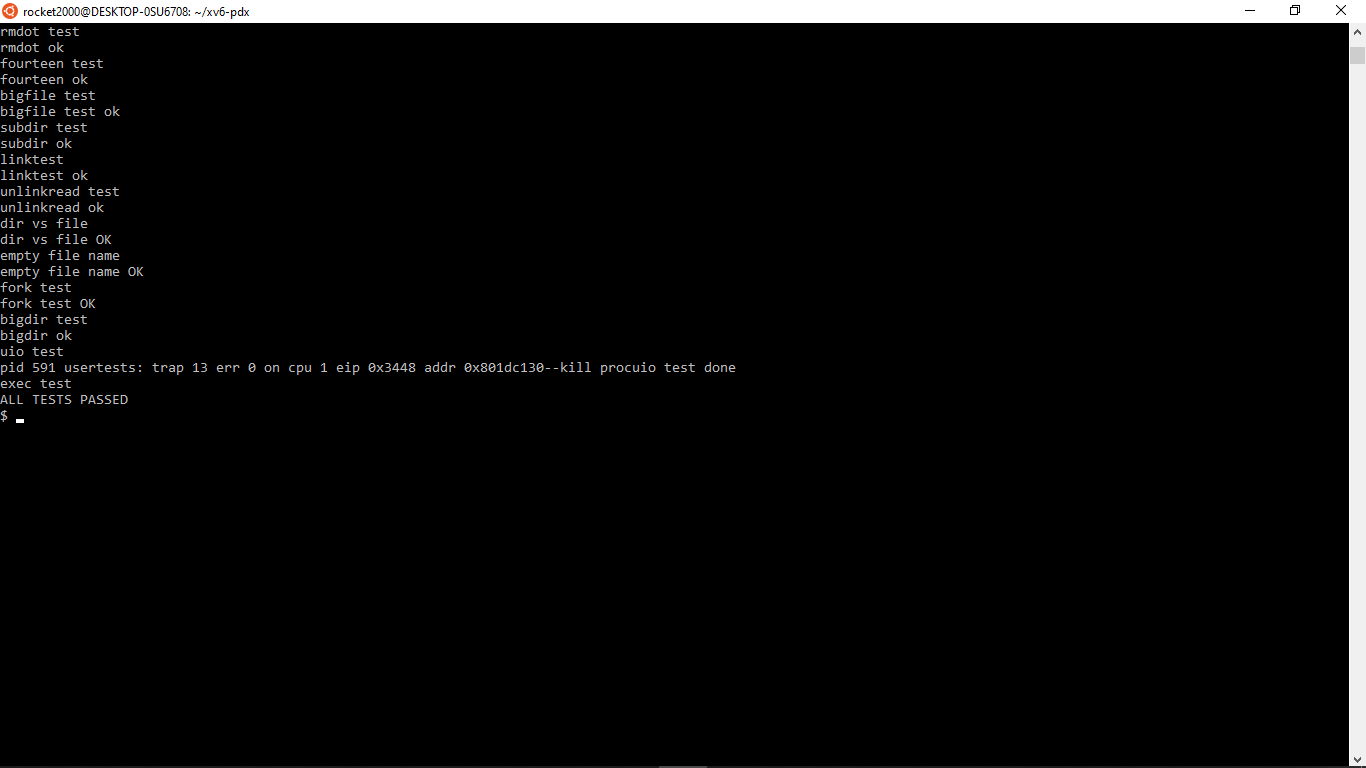 rocket2000@DESKTOP-0SU6708: ~/xv6-pdx
rmdot test
rmdot ok
fourteen test
fourteen ok
bigfile test
bigfile test ok
subdir test
subdir ok
linktest
linktest ok
unlinkread test
unlinkread ok
dir vs file
dir vs file OK
empty file name
empty file name OK
fork test
fork test OK
bigdir test
bigdir ok
uio test
pid 591 usertests: trap 13 err 0 on cpu 1 eip 0x3448 addr 0x801dc130--kill procuio test done
exec test
ALL TESTS PASSED
$